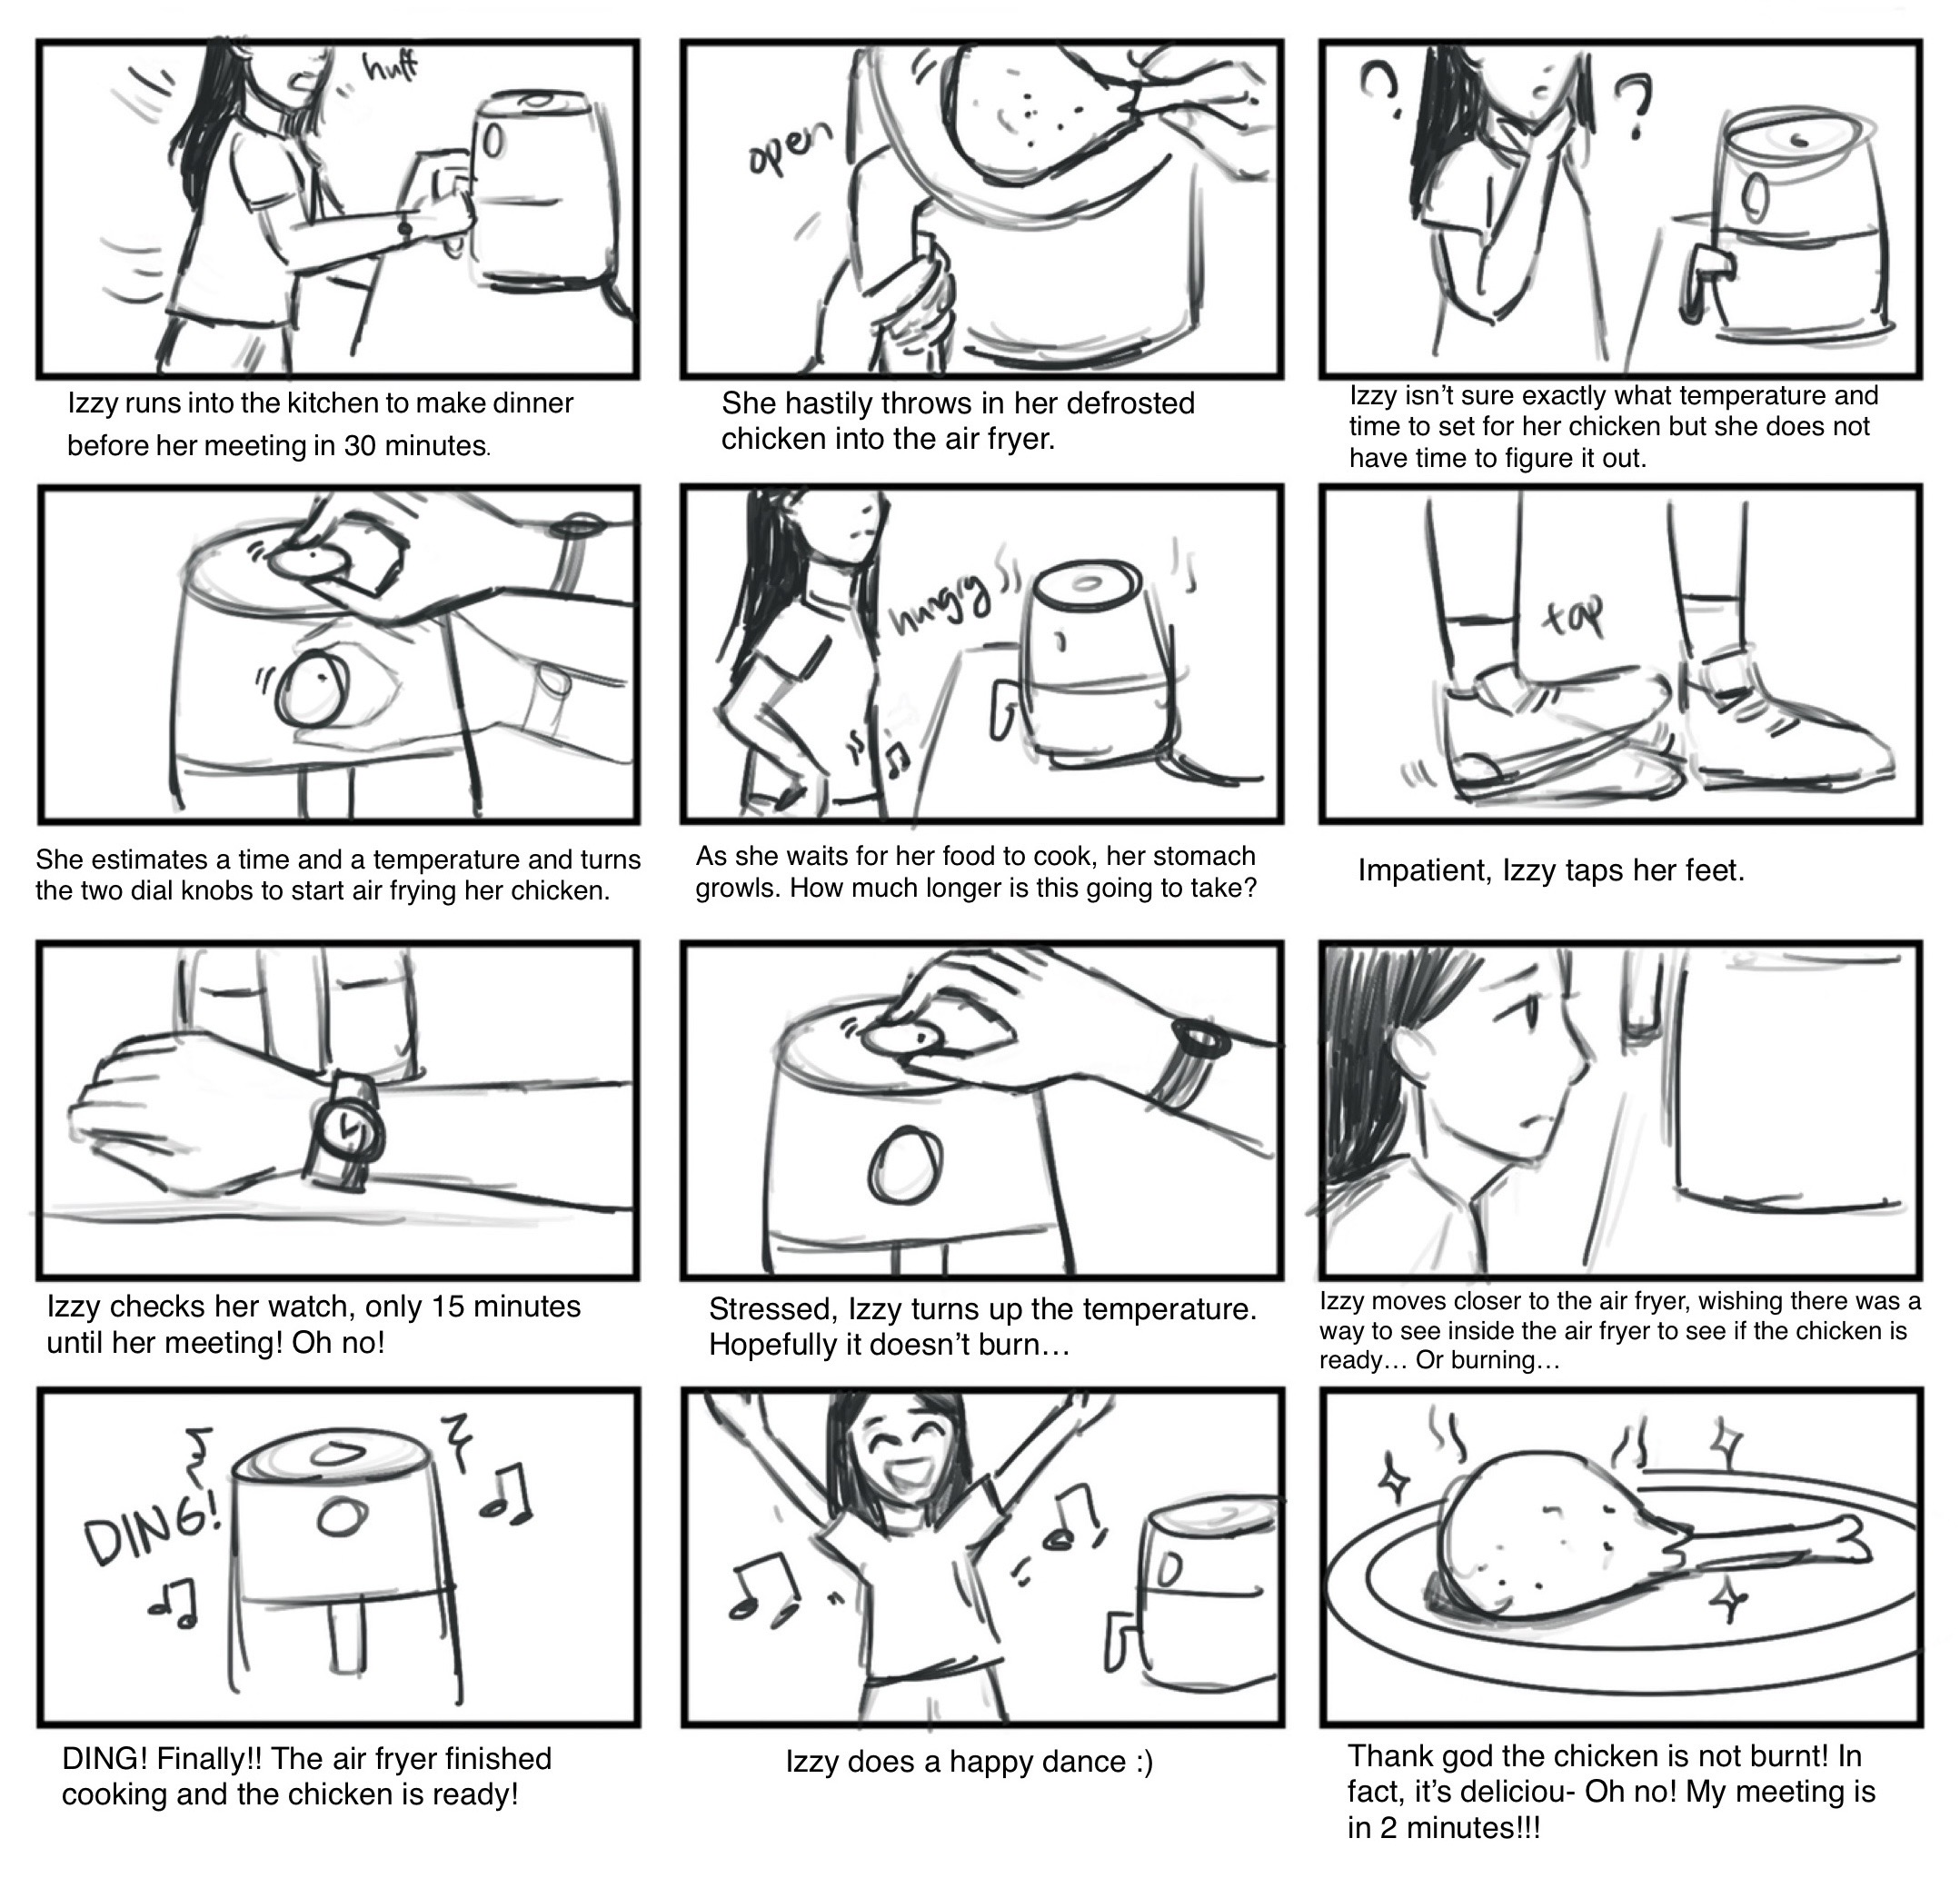 huff
open
Izzy runs into the kitchen to make dinner
before her meeting in 30 minutes.
She hastily throws in her defrosted
chicken into the air fryer.
? ?
Izzy isn’t sure exactly what temperature and
time to set for her chicken but she does not
have time to figure it out.
hungry
tap
She estimates a time and a temperature and turns
the two dial knobs to start air frying her chicken.
As she waits for her food to cook, her stomach
growls. How much longer is this going to take?
Impatient, Izzy taps her feet.
Izzy checks her watch, only 15 minutes
until her meeting! Oh no!
Stressed, Izzy turns up the temperature.
Hopefully it doesn’t burn…
Izzy moves closer to the air fryer, wishing there was a
way to see inside the air fryer to see if the chicken is
ready… Or burning…
DING!
DING! Finally!! The air fryer finished
cooking and the chicken is ready!
Izzy does a happy dance :)
Thank god the chicken is not burnt! In
fact, it’s deliciou- Oh no! My meeting is
in 2 minutes!!!